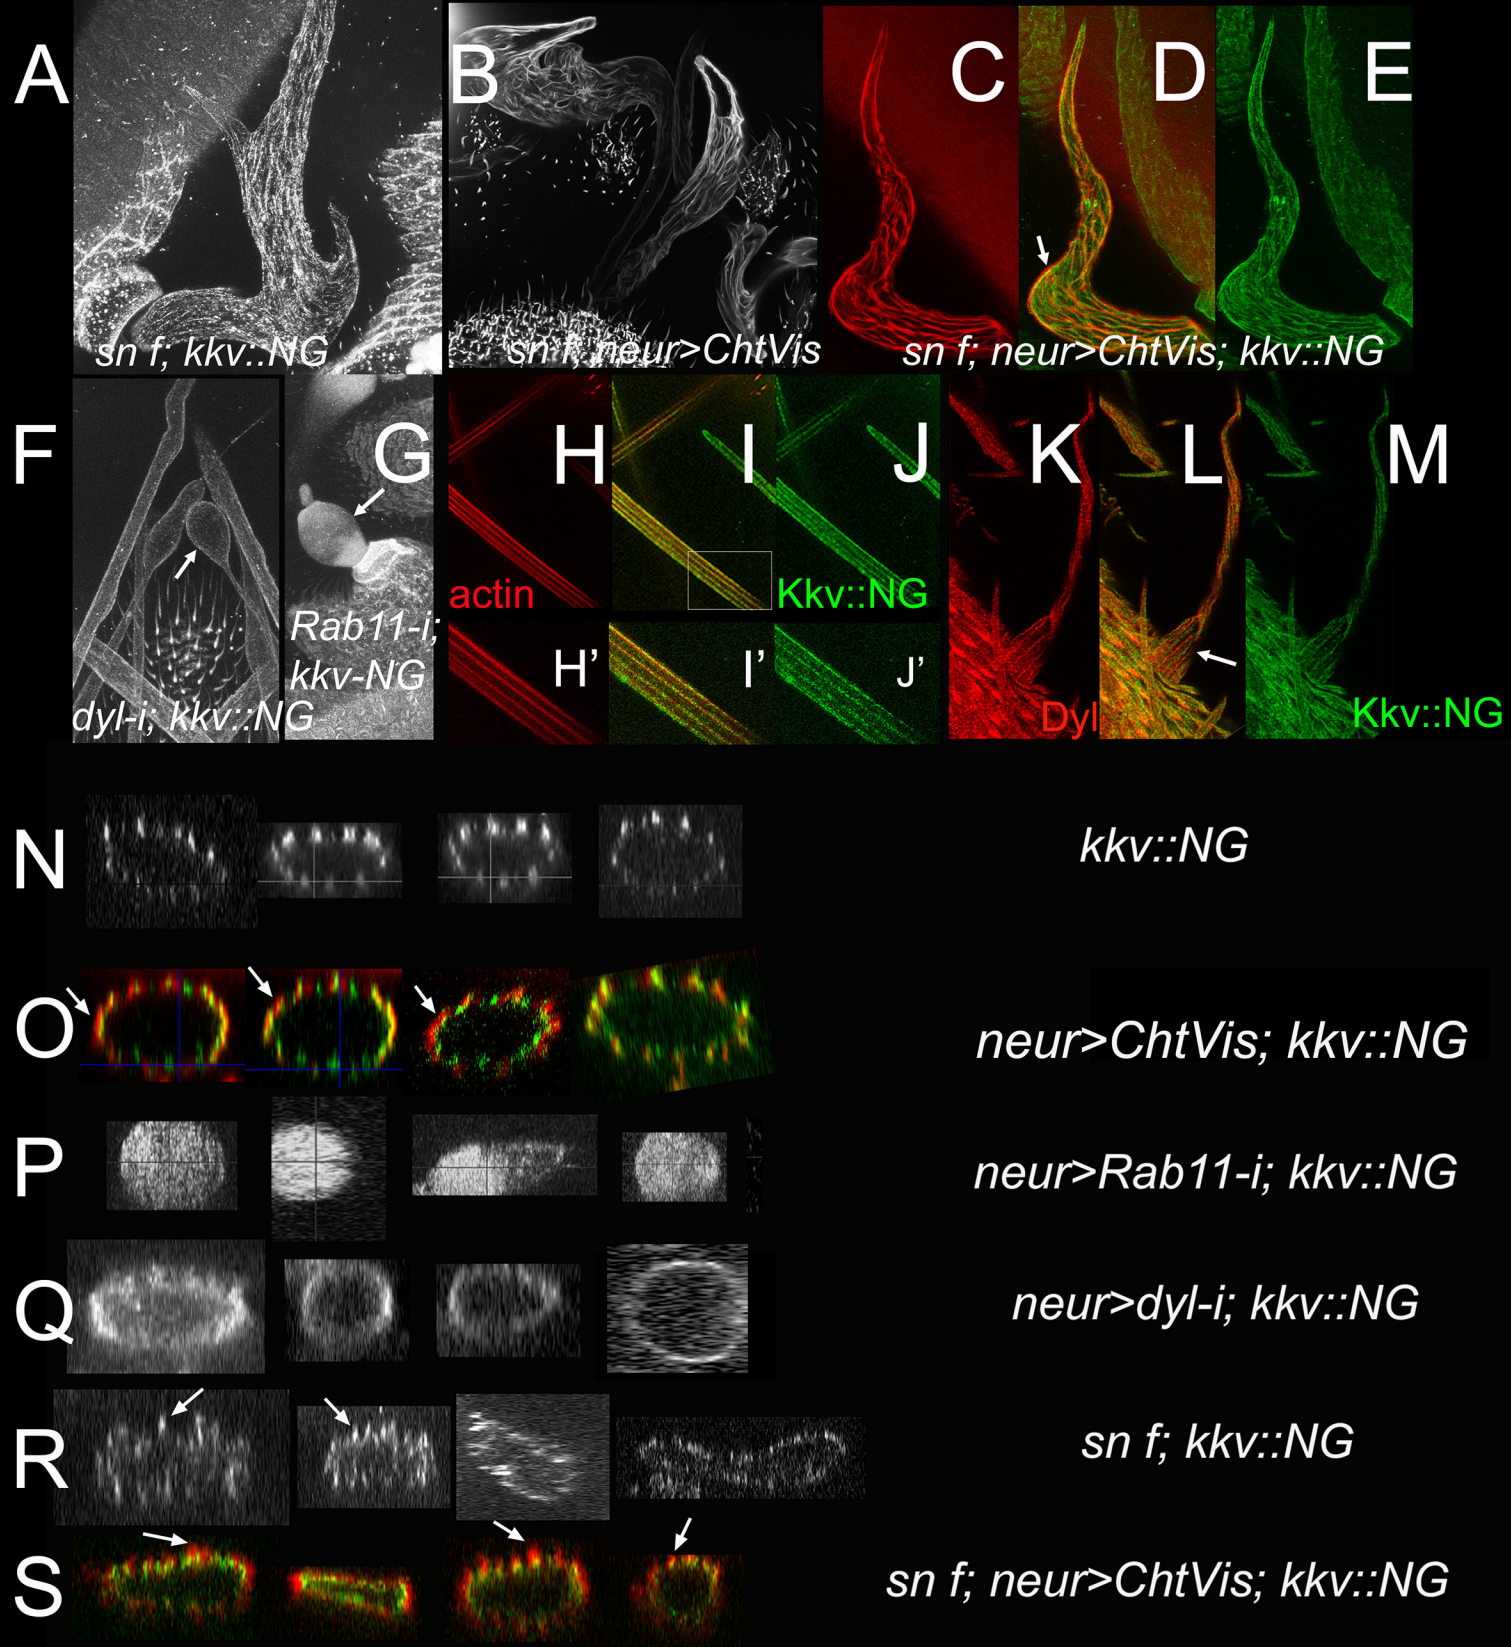 A
B
C
D
E
sn f; kkv::NG
sn f; neur>ChtVis
sn f; neur>ChtVis; kkv::NG
F
G
H
I
J
K
L
M
actin
Kkv::NG
Rab11-i;
kkv-NG
dyl-i; kkv::NG
H’
I’
J’
Dyl
Kkv::NG
N
kkv::NG
O
neur>ChtVis; kkv::NG
P
neur>Rab11-i; kkv::NG
Q
neur>dyl-i; kkv::NG
R
sn f; kkv::NG
S
sn f; neur>ChtVis; kkv::NG